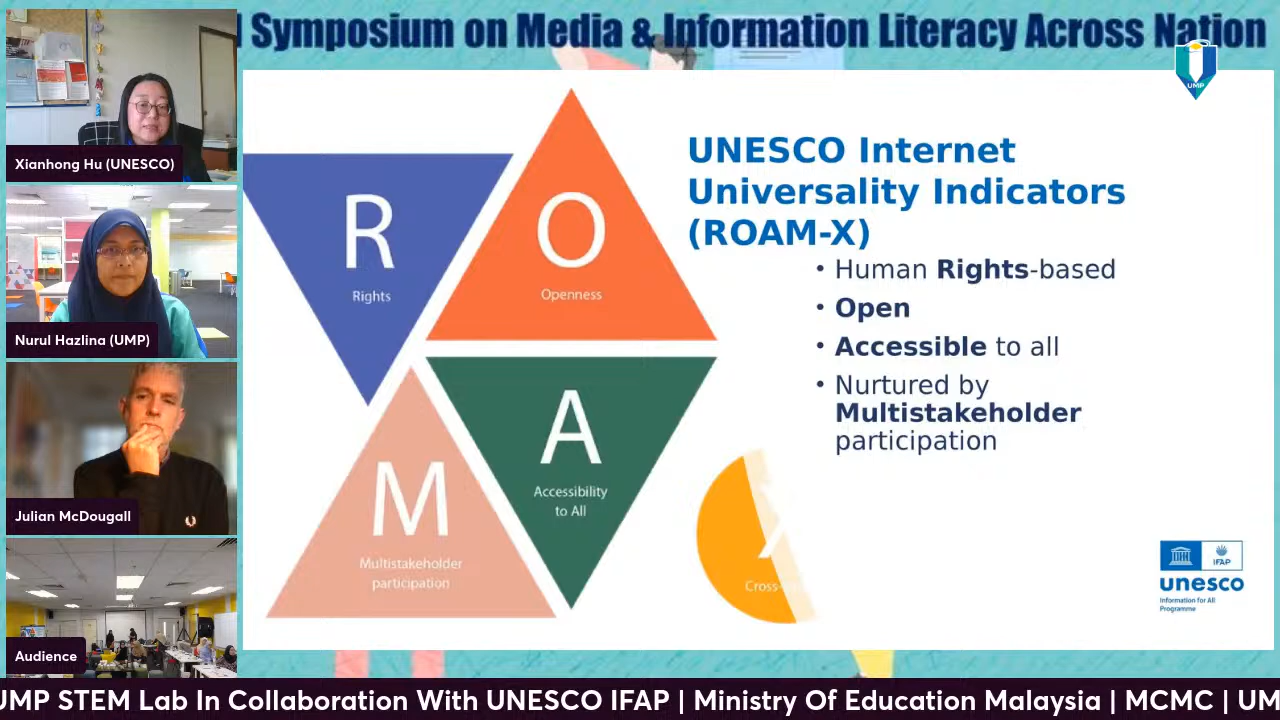 l Symposium on Media & Information Literacy Across Nation
UMP
Xianhong Hu (UNESCO)
Nurul Hazlina (UMP)
Julian McDougall
Audience
R
Rights
O
Openness
M
Multistakeholder
participation
A
Accessibility
to All
Cross-
UNESCO Internet
Universality Indicators
(ROAM-X)
• Human Rights-based
• Open
• Accessible to all
• Nurtured by
Multistakeholder
participation
IFAP
unesco
Information for All
Programme
UMP STEM Lab In Collaboration With UNESCO IFAP | Ministry Of Education Malaysia | MCMC | UM